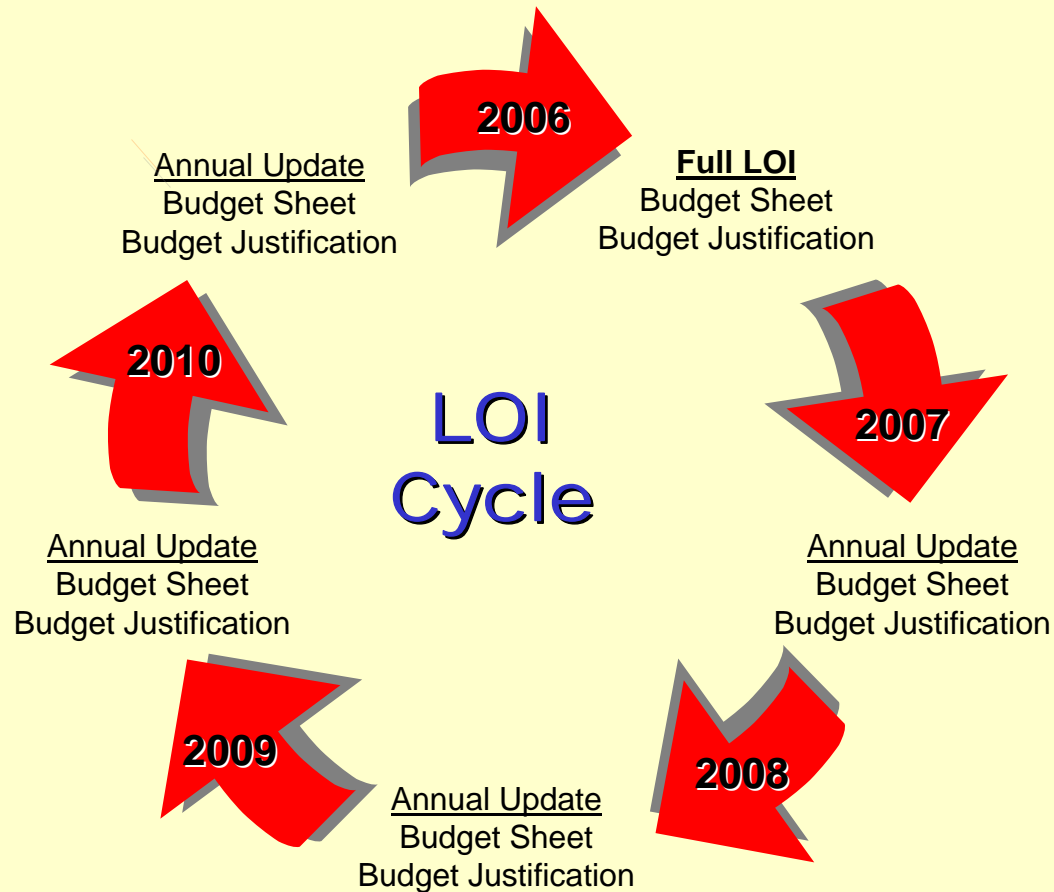 2006
Full LOI
Budget Sheet
Budget Justification
2007
Annual Update
Budget Sheet
Budget Justification
2008
Annual Update
Budget Sheet
Budget Justification
2009
Annual Update
Budget Sheet
Budget Justification
2010
Annual Update
Budget Sheet
Budget Justification
LOI
Cycle